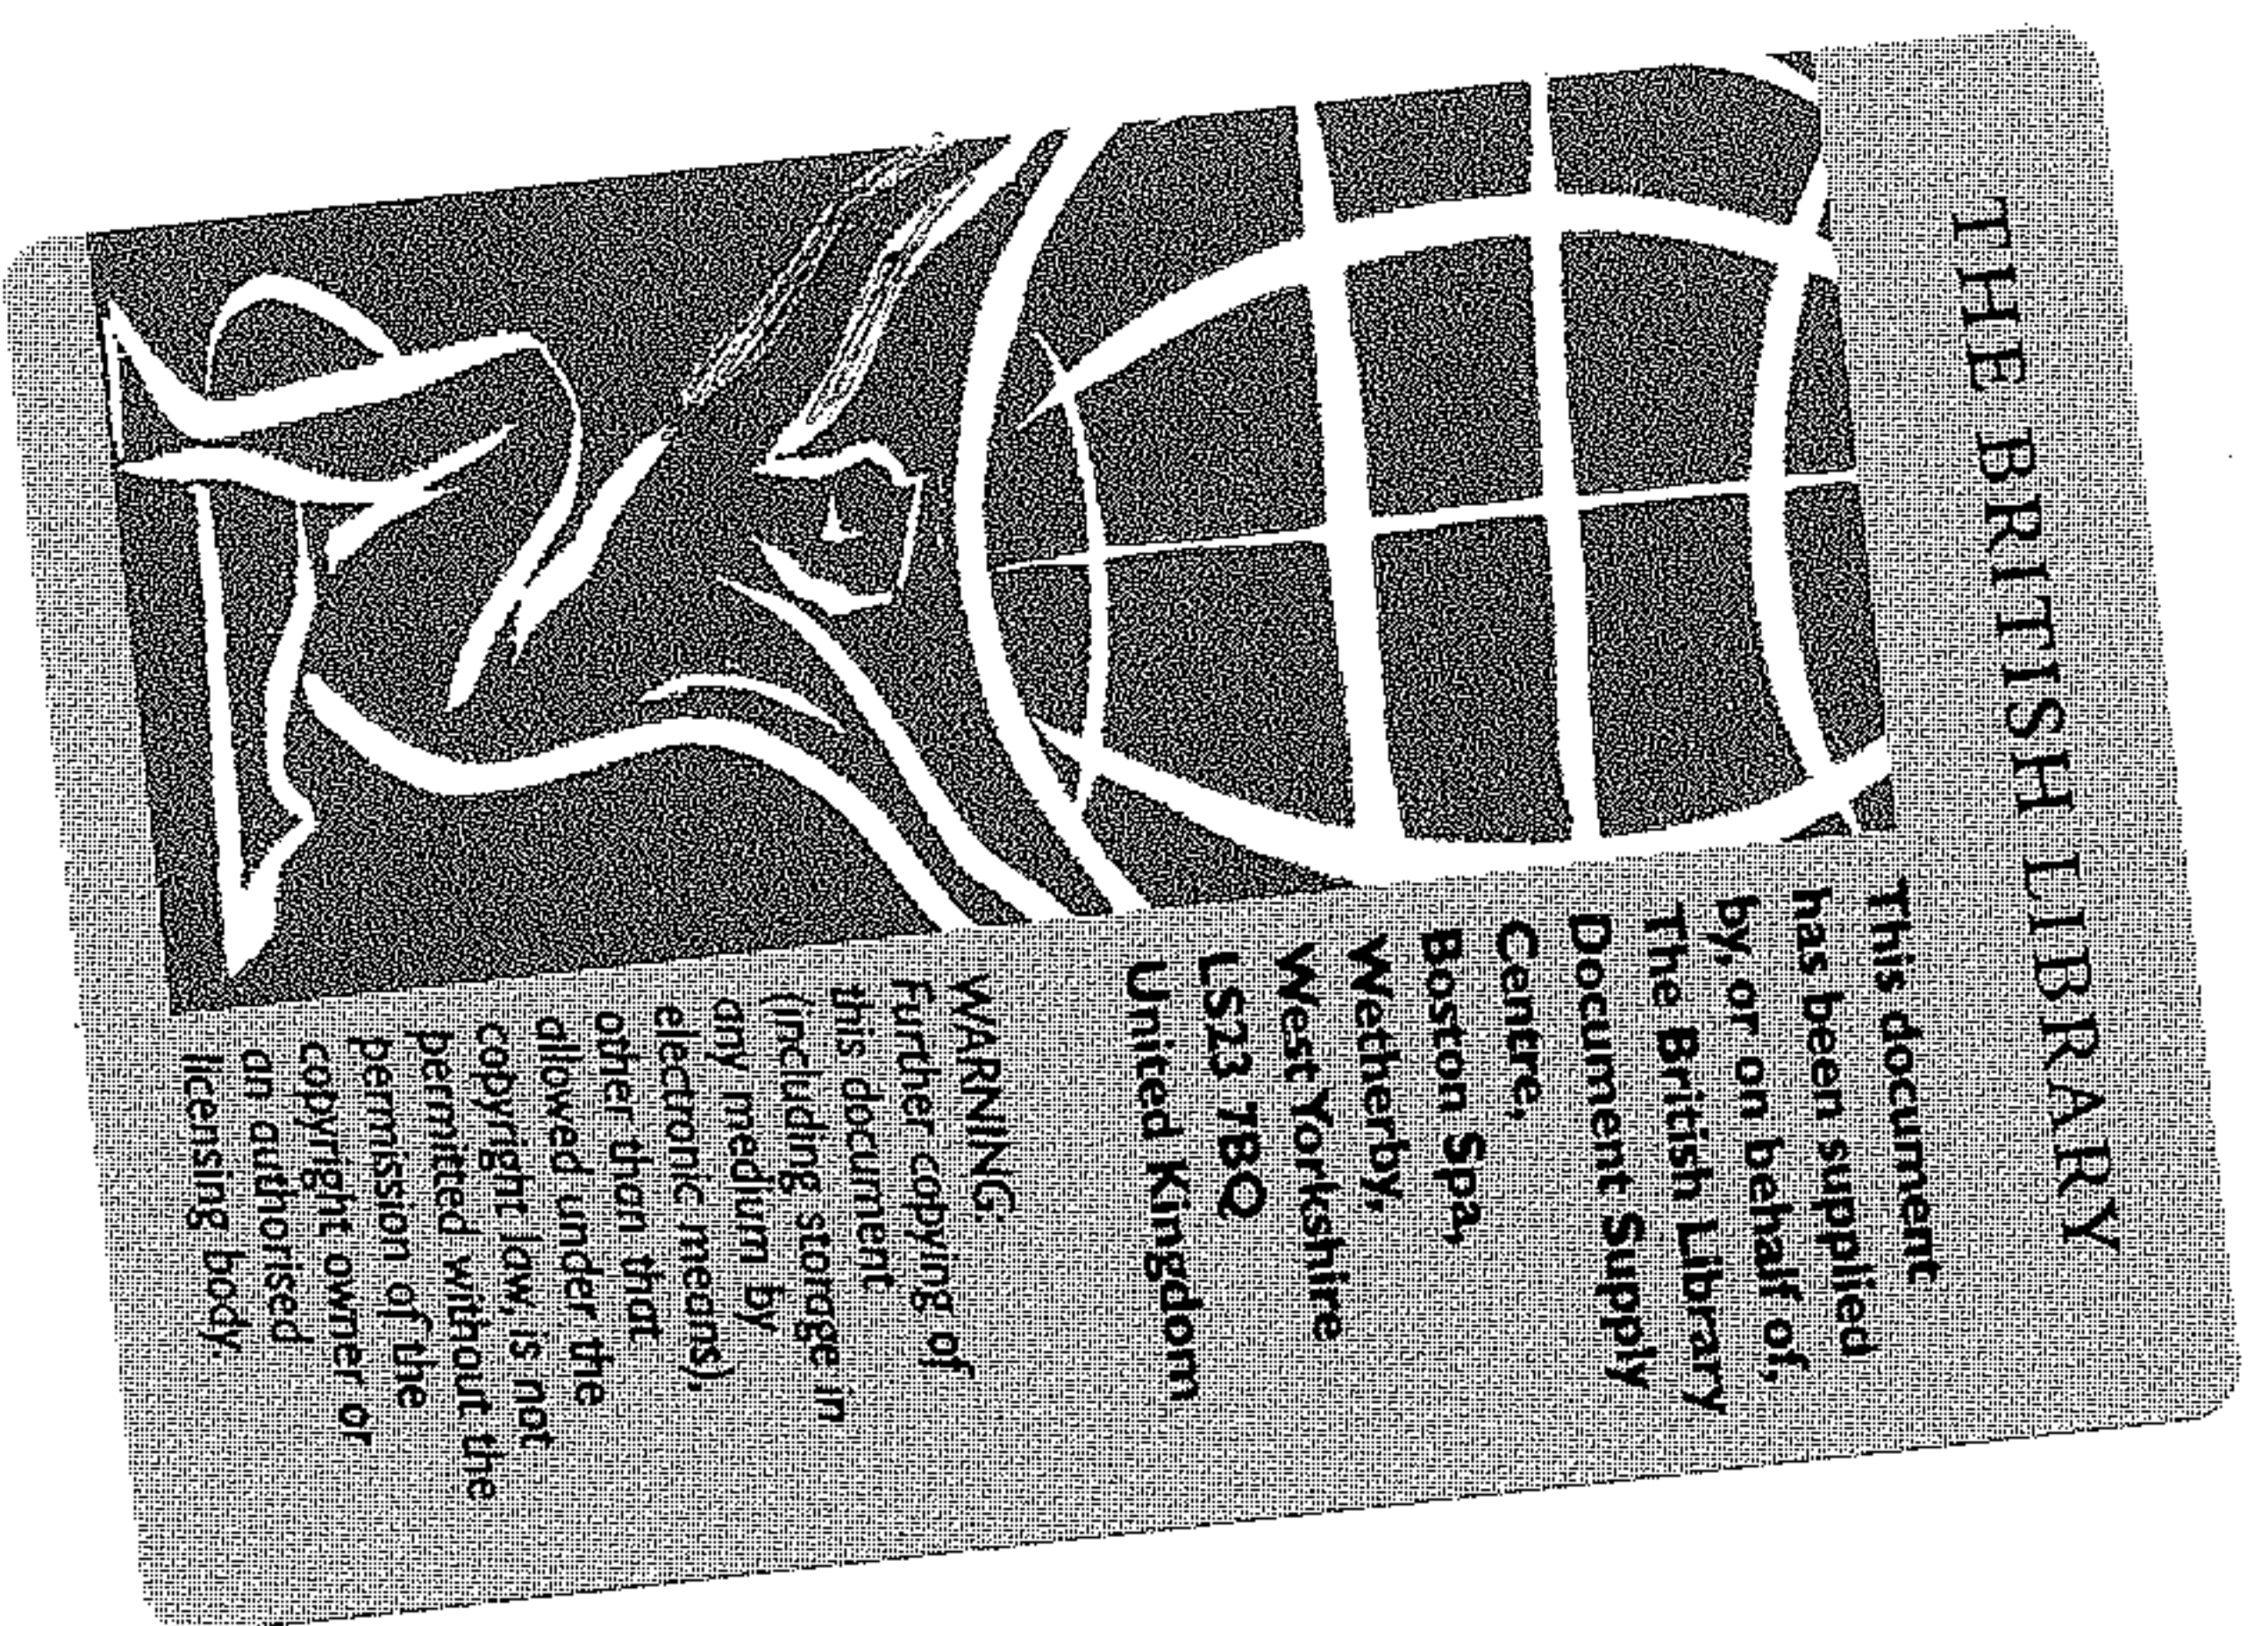 THE BRITISH LIBRARY
This document
has been supplied
by, or on behalf of,
The British Library
Document Supply
Centre,
Boston Spa,
Wetherby,
West Yorkshire
LS23 7BQ
United Kingdom
WARNING:
Further copying of
this document
(including storage in
any medium by
electronic means),
other than that
allowed under the
copyright law, is not
permitted without the
permission of the
copyright owner or
an authorised
licensing body.